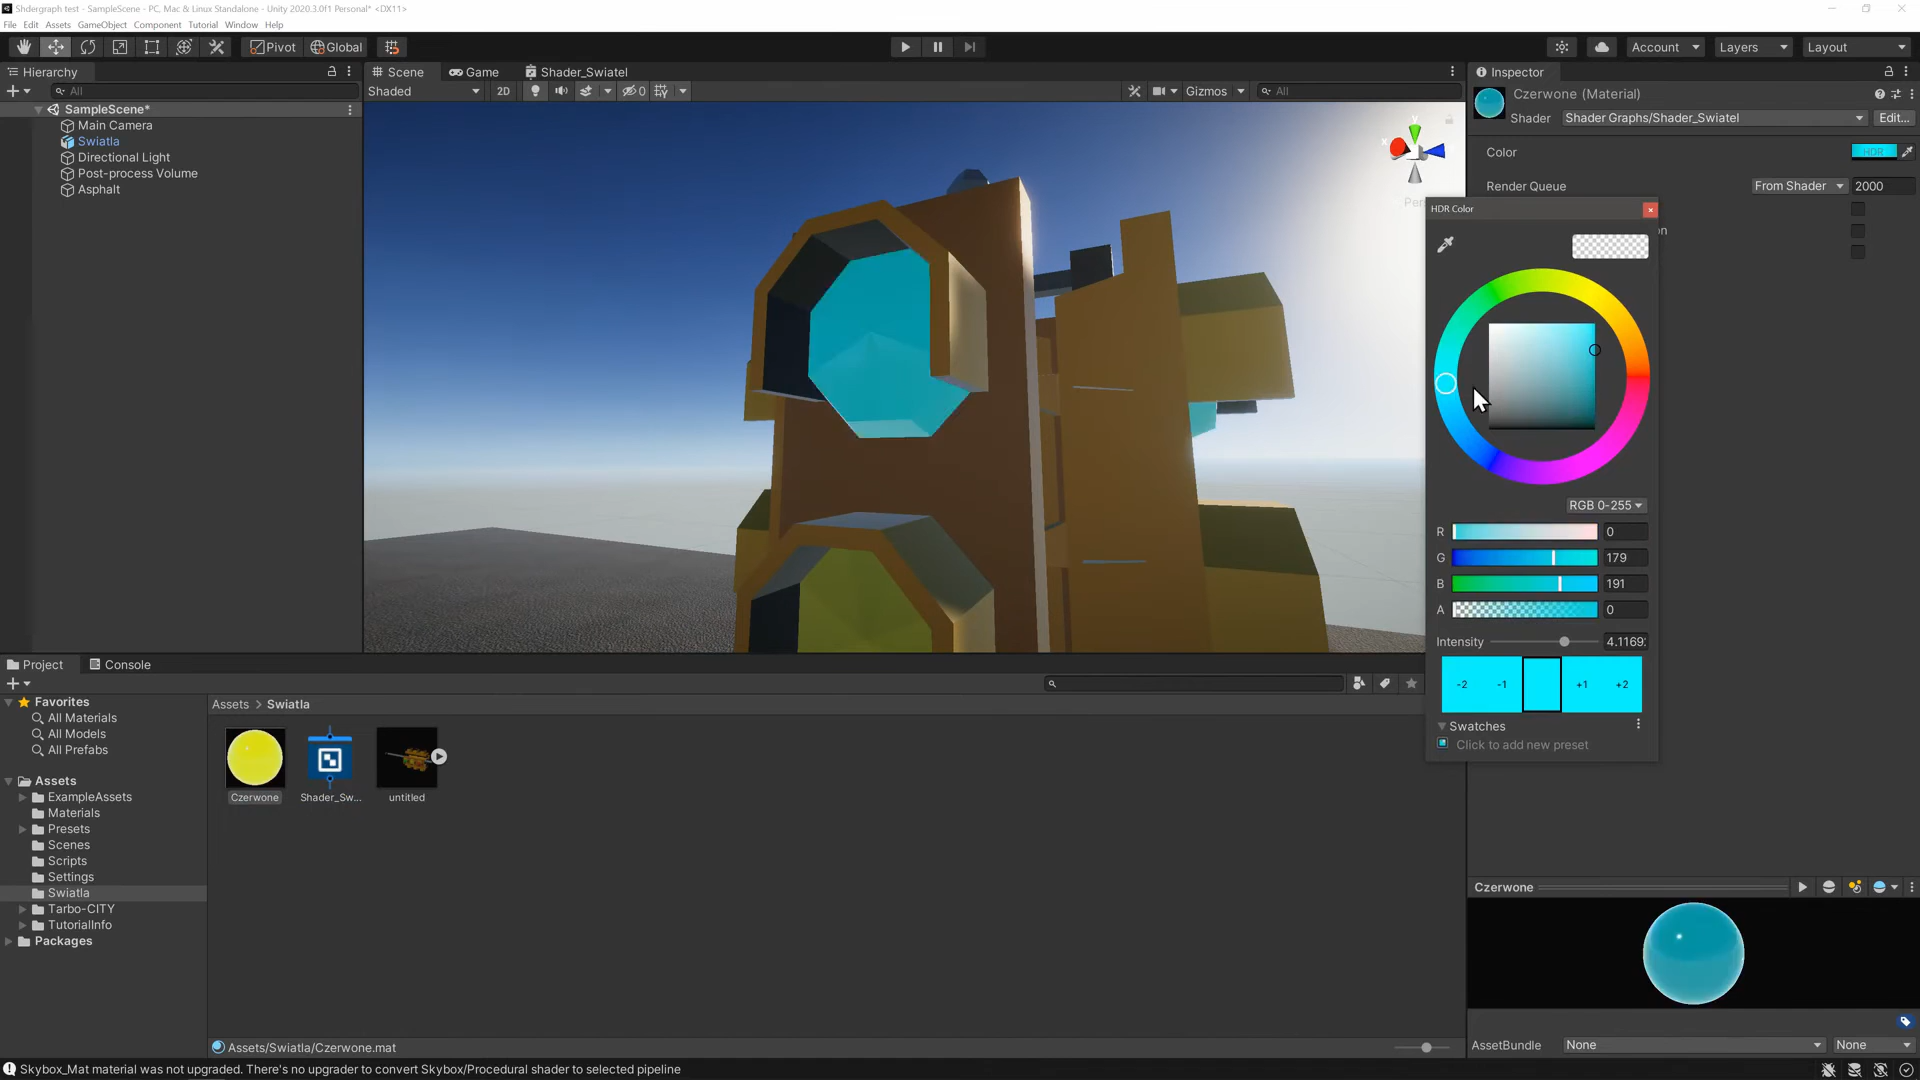 Shdergraph test - SampleScene - PC, Mac & Linux Standalone - Unity 2020.3.0f1 Personal* <DX11>
File Edit Assets GameObject Component Tutorial Window Help
Pivot Global Account Layers Layout
Hierarchy
All
SampleScene*
Main Camera
Swiatla
Directional Light
Post-process Volume
Asphalt
Scene Game Shader_Swiatel
Shaded 2D 0 Gizmos All
y
x
Inspector
Czerwone (Material)
Shader Shader Graphs/Shader_Swiatel Edit...
Color HDR
Render Queue From Shader 2000
HDR Color
RGB 0-255
R 0
G 179
B 191
A 0
Intensity 4.1169
-2 -1 +1 +2
Swatches
Click to add new preset
Project Console
Favorites
All Materials
All Models
All Prefabs
Assets
ExampleAssets
Materials
Presets
Scenes
Scripts
Settings
Swiatla
Tarbo-CITY
TutorialInfo
Packages
Assets > Swiatla
Czerwone Shader_Sw... untitled
Assets/Swiatla/Czerwone.mat
Czerwone
AssetBundle None None
Skybox_Mat material was not upgraded. There's no upgrader to convert Skybox/Procedural shader to selected pipeline